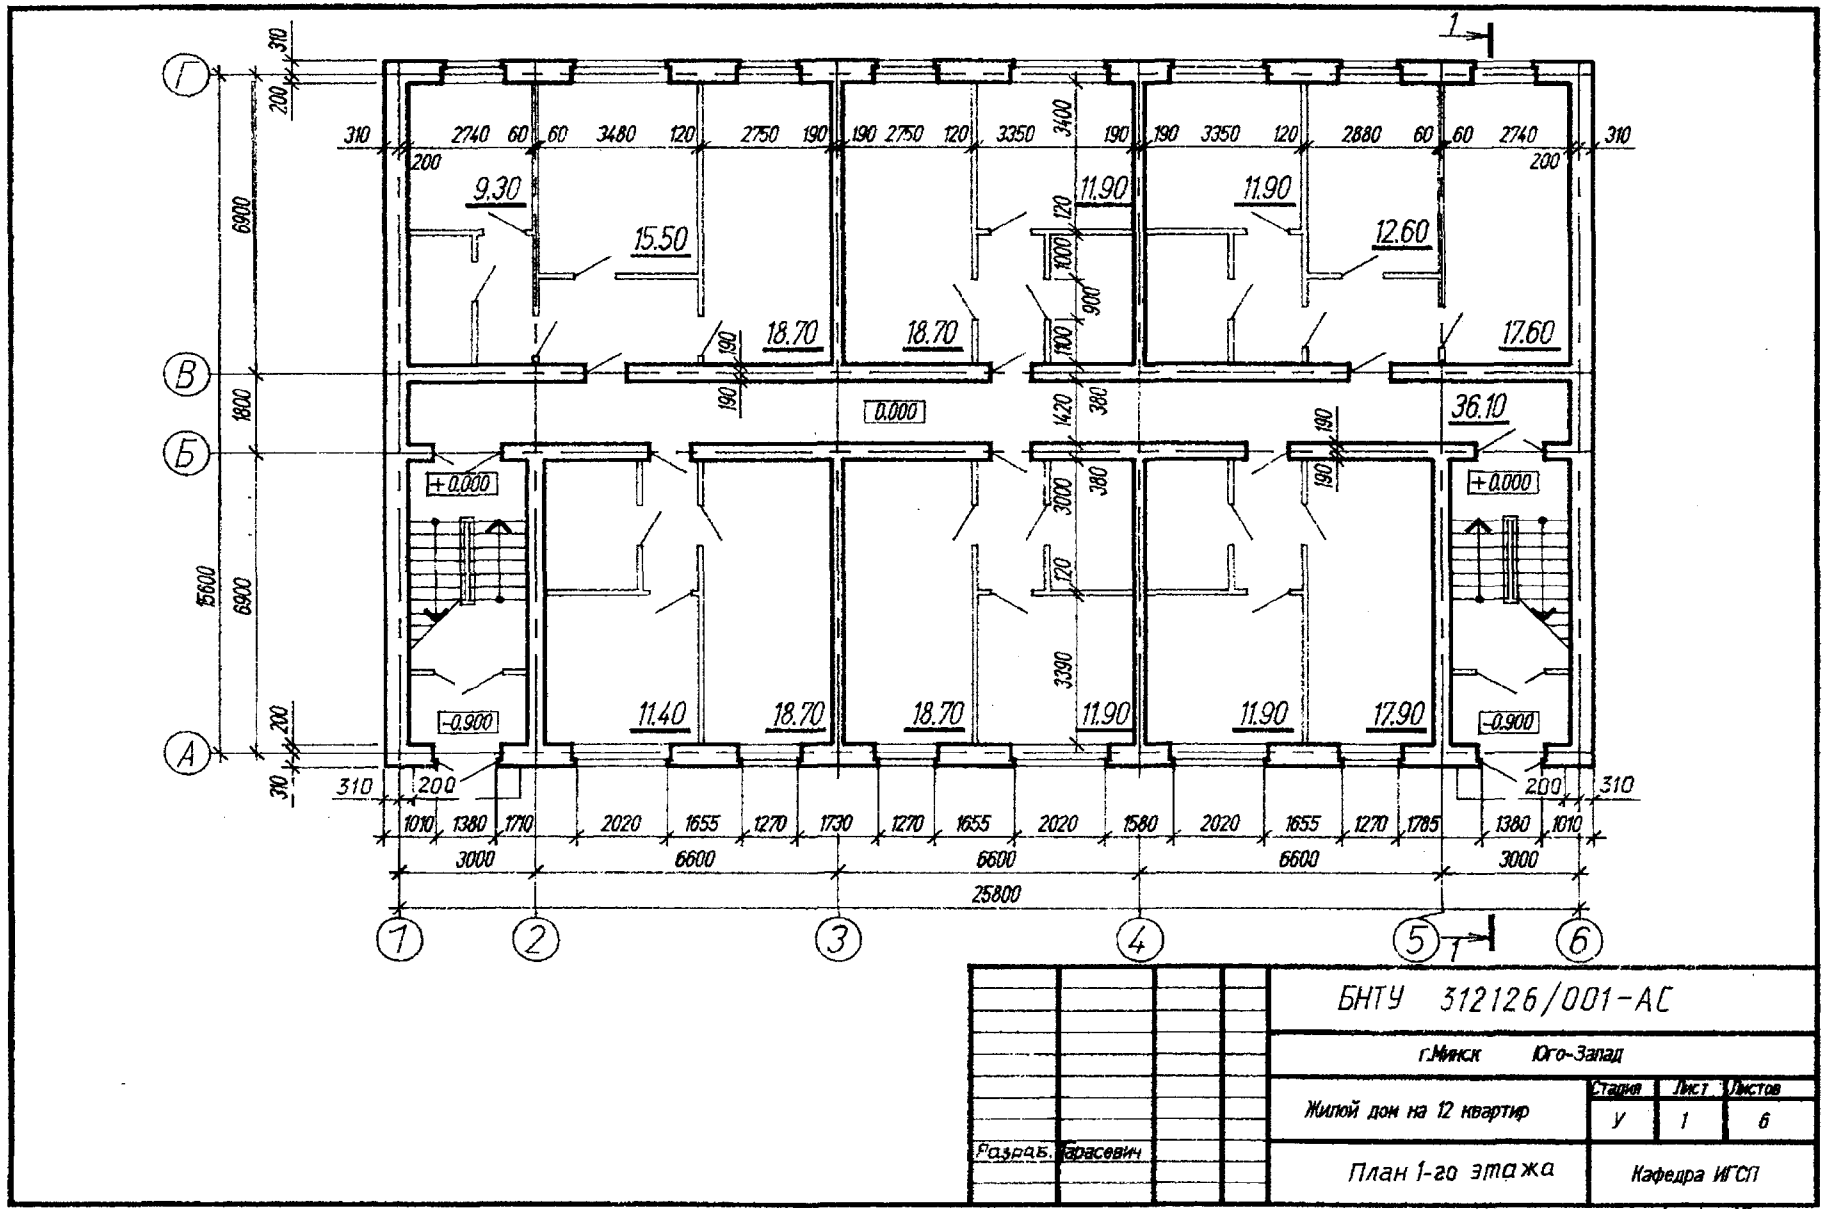 1
310
Г
200
310 2740 60 60 3480 120 2750 190 190 2750 120 3350 190 190 3350 120 2880 60 60 2740 310
3400
200 200
9.30 11.90 11.90
120
6900
15.50 12.60
1000
900
18.70 18.70 17.60
190 1100
В
190 380
1800 0.000 1420 36.10
190
Б
+0.000 190 380 3000 +0.000
15600 6900 120
3390
200 -0.900 11.40 18.70 18.70 11.90 11.90 17.90 -0.900
А
310
310 200 200 310
1010 1380 1710 2020 1655 1270 1730 1270 1655 2020 1580 2020 1655 1270 1785 1380 1010
3000 6600 6600 6600 3000
25800
1 2 3 4 5 1 6
БНТУ 312126/001-АС
г.Минск Юго-Запад
Жилой дом на 12 квартир
Стадия Лист Листов
У 1 6
Разраб. Тарасевич
План 1-го этажа
Кафедра ИГСП